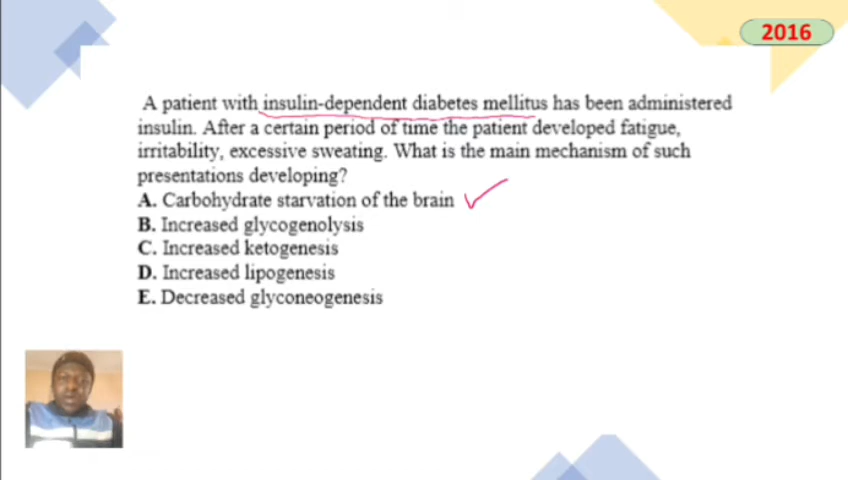 2016
A patient with insulin-dependent diabetes mellitus has been administered
insulin. After a certain period of time the patient developed fatigue,
irritability, excessive sweating. What is the main mechanism of such
presentations developing?
A. Carbohydrate starvation of the brain
B. Increased glycogenolysis
C. Increased ketogenesis
D. Increased lipogenesis
E. Decreased glyconeogenesis